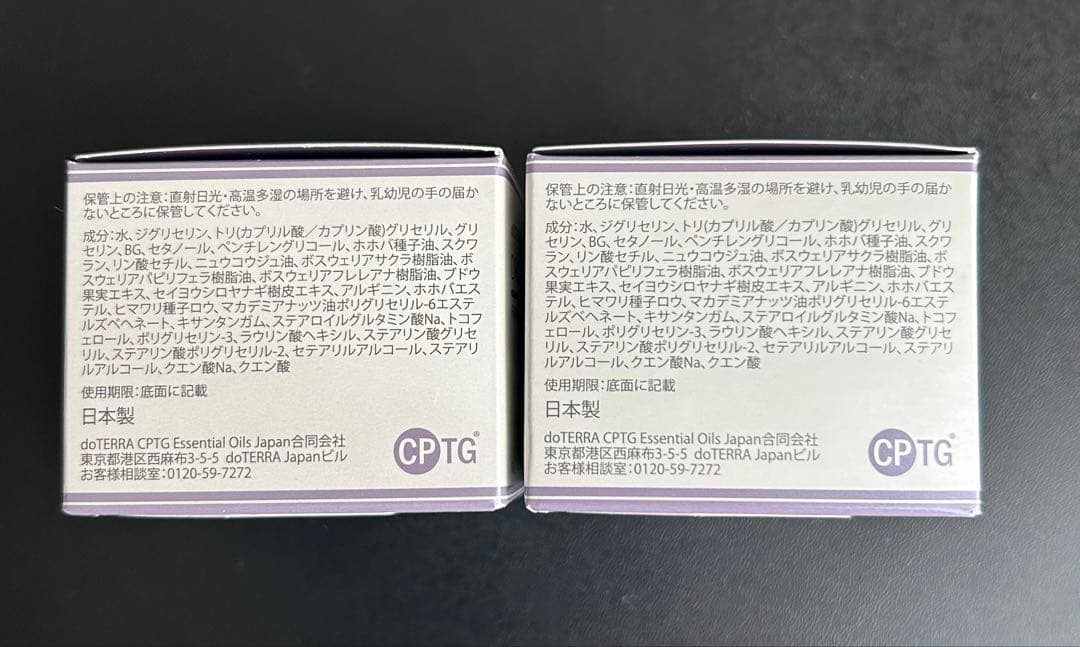 保管上の注意:直射日光・高温多湿の場所を避け、乳幼児の手の届か
ないところに保管してください。
成分:水、ジグリセリン、トリ(カプリル酸/カプリン酸)グリセリル、グリ
セリン、BG、セタノール、ペンチレングリコール、ホホバ種子油、スクワ
ラン、リン酸セチル、ニュウコウジュ油、ボスウェリアサクラ樹脂油、ボ
スウェリアパピリフェラ樹脂油、ボスウェリアフレレアナ樹脂油、ブドウ
果実エキス、セイヨウシロヤナギ樹皮エキス、アルギニン、ホホバエス
テル、ヒマワリ種子ロウ、マカデミアナッツ油ポリグリセリル-6エステ
ルズベヘネート、キサンタンガム、ステアロイルグルタミン酸Na、トコ
フェロール、ポリグリセリン-3、ラウリン酸ヘキシル、ステアリン酸グリセ
リル、ステアリン酸ポリグリセリル-2、セテアリルアルコール、ステアリ
ルアルコール、クエン酸Na、クエン酸
使用期限:底面に記載
日本製
doTERRA CPTG Essential Oils Japan合同会社
東京都港区西麻布3-5-5 doTERRA Japanビル
お客様相談室:0120-59-7272
CPTG®
保管上の注意:直射日光・高温多湿の場所を避け、乳幼児の手の届か
ないところに保管してください。
成分:水、ジグリセリン、トリ(カプリル酸/カプリン酸)グリセリル、グリ
セリン、BG、セタノール、ペンチレングリコール、ホホバ種子油、スクワ
ラン、リン酸セチル、ニュウコウジュ油、ボスウェリアサクラ樹脂油、ボ
スウェリアパピリフェラ樹脂油、ボスウェリアフレレアナ樹脂油、ブドウ
果実エキス、セイヨウシロヤナギ樹皮エキス、アルギニン、ホホバエス
テル、ヒマワリ種子ロウ、マカデミアナッツ油ポリグリセリル-6エステ
ルズベヘネート、キサンタンガム、ステアロイルグルタミン酸Na、トコ
フェロール、ポリグリセリン-3、ラウリン酸ヘキシル、ステアリン酸グリセ
リル、ステアリン酸ポリグリセリル-2、セテアリルアルコール、ステアリ
ルアルコール、クエン酸Na、クエン酸
使用期限:底面に記載
日本製
doTERRA CPTG Essential Oils Japan合同会社
東京都港区西麻布3-5-5 doTERRA Japanビル
お客様相談室:0120-59-7272
CPTG®